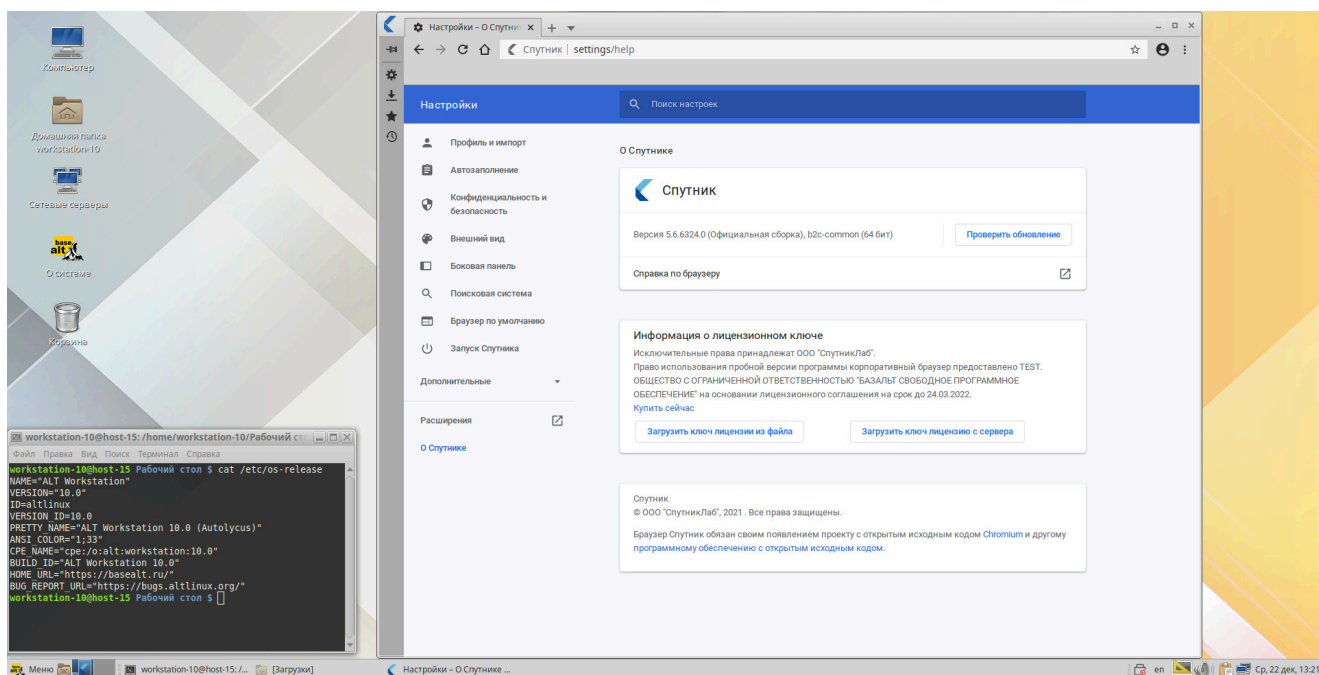 Компьютер
Домашняя папка
workstation-10
Сетевые серверы
base
alt
О системе
Корзина
workstation-10@host-15: /home/workstation-10/Рабочий ст
Файл Правка Вид Поиск Терминал Справка
workstation-10@host-15 Рабочий стол $ cat /etc/os-release
NAME="ALT Workstation"
VERSION="10.0"
ID=altlinux
VERSION_ID=10.0
PRETTY_NAME="ALT Workstation 10.0 (Autolycus)"
ANSI_COLOR="1;33"
CPE_NAME="cpe:/o:alt:workstation:10.0"
BUILD_ID="ALT Workstation 10.0"
HOME_URL="https://basealt.ru/"
BUG_REPORT_URL="https://bugs.altlinux.org/"
workstation-10@host-15 Рабочий стол $
Настройки – О Спутни
Спутник | settings/help
Настройки
Поиск настроек
Профиль и импорт
Автозаполнение
Конфиденциальность и
безопасность
Внешний вид
Боковая панель
Поисковая система
Браузер по умолчанию
Запуск Спутника
Дополнительные
Расширения
О Спутнике
О Спутнике
Спутник
Версия 5.6.6324.0 (Официальная сборка), b2c-common (64 бит)
Проверить обновление
Справка по браузеру
Информация о лицензионном ключе
Исключительные права принадлежат ООО "СпутникЛаб".
Право использования пробной версии программы корпоративный браузер предоставлено TEST.
ОБЩЕСТВО С ОГРАНИЧЕННОЙ ОТВЕТСТВЕННОСТЬЮ "БАЗАЛЬТ СВОБОДНОЕ ПРОГРАММНОЕ
ОБЕСПЕЧЕНИЕ" на основании лицензионного соглашения на срок до 24.03.2022.
Купить сейчас
Загрузить ключ лицензии из файла
Загрузить ключ лицензию с сервера
Спутник
© ООО "СпутникЛаб", 2021 . Все права защищены.
Браузер Спутник обязан своим появлением проекту с открытым исходным кодом Chromium и другому
программному обеспечению с открытым исходным кодом.
Меню
workstation-10@host-15: /...
[Загрузки]
Настройки – О Спутнике ...
en
Ср, 22 дек, 13:21